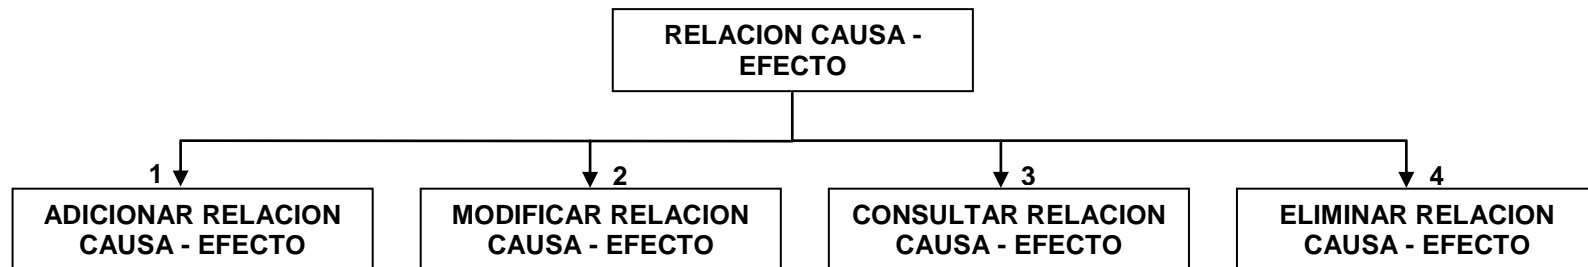 RELACION CAUSA -
EFECTO
1
2
3
4
ADICIONAR RELACION
CAUSA - EFECTO
MODIFICAR RELACION
CAUSA - EFECTO
CONSULTAR RELACION
CAUSA - EFECTO
ELIMINAR RELACION
CAUSA - EFECTO